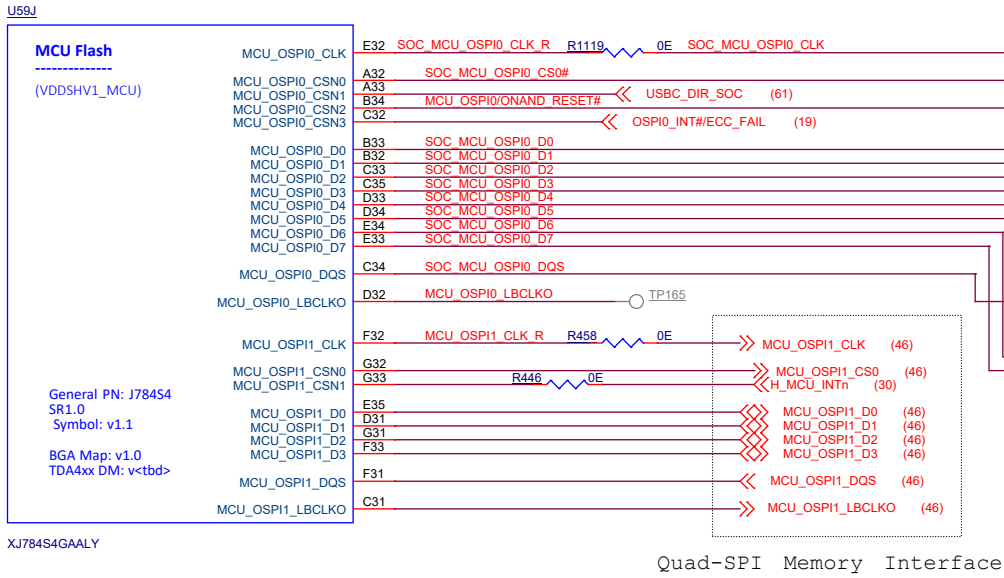 U59J
MCU Flash
--------------
(VDDSHV1_MCU)
MCU_OSPI0_CLK E32 SOC_MCU_OSPI0_CLK_R R1119 0E SOC_MCU_OSPI0_CLK
MCU_OSPI0_CSN0 A32 SOC_MCU_OSPI0_CS0#
MCU_OSPI0_CSN1 A33 USBC_DIR_SOC (61)
MCU_OSPI0_CSN2 B34 MCU_OSPI0/ONAND_RESET#
MCU_OSPI0_CSN3 C32 OSPI0_INT#/ECC_FAIL (19)
MCU_OSPI0_D0 B33 SOC_MCU_OSPI0_D0
MCU_OSPI0_D1 B32 SOC_MCU_OSPI0_D1
MCU_OSPI0_D2 C33 SOC_MCU_OSPI0_D2
MCU_OSPI0_D3 C35 SOC_MCU_OSPI0_D3
MCU_OSPI0_D4 D33 SOC_MCU_OSPI0_D4
MCU_OSPI0_D5 D34 SOC_MCU_OSPI0_D5
MCU_OSPI0_D6 E34 SOC_MCU_OSPI0_D6
MCU_OSPI0_D7 E33 SOC_MCU_OSPI0_D7
MCU_OSPI0_DQS C34 SOC_MCU_OSPI0_DQS
MCU_OSPI0_LBCLKO D32 MCU_OSPI0_LBCLKO TP165
MCU_OSPI1_CLK F32 MCU_OSPI1_CLK_R R458 0E MCU_OSPI1_CLK (46)
MCU_OSPI1_CSN0 G32 MCU_OSPI1_CS0 (46)
MCU_OSPI1_CSN1 G33 R446 0E H_MCU_INTn (30)
MCU_OSPI1_D0 E35 MCU_OSPI1_D0 (46)
MCU_OSPI1_D1 D31 MCU_OSPI1_D1 (46)
MCU_OSPI1_D2 G31 MCU_OSPI1_D2 (46)
MCU_OSPI1_D3 F33 MCU_OSPI1_D3 (46)
MCU_OSPI1_DQS F31 MCU_OSPI1_DQS (46)
MCU_OSPI1_LBCLKO C31 MCU_OSPI1_LBCLKO (46)
General PN: J784S4
SR1.0
Symbol: v1.1
BGA Map: v1.0
TDA4xx DM: v<tbd>
XJ784S4GAALY
Quad-SPI Memory Interface